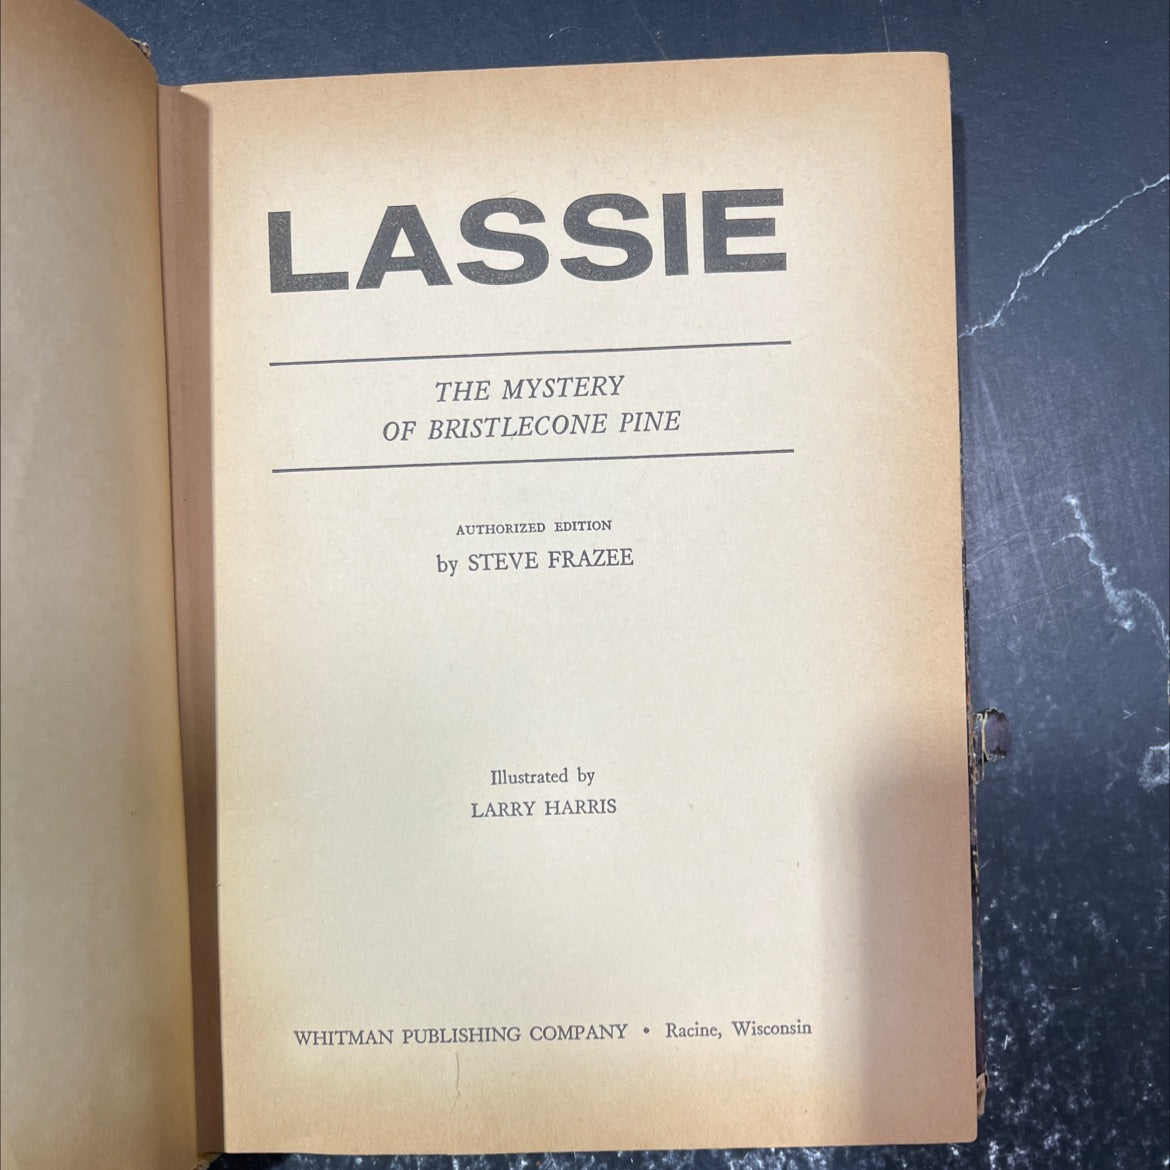 LASSIE
THE MYSTERY
OF BRISTLECONE PINE
AUTHORIZED EDITION
by STEVE FRAZEE
Illustrated by
LARRY HARRIS
WHITMAN PUBLISHING COMPANY • Racine, Wisconsin